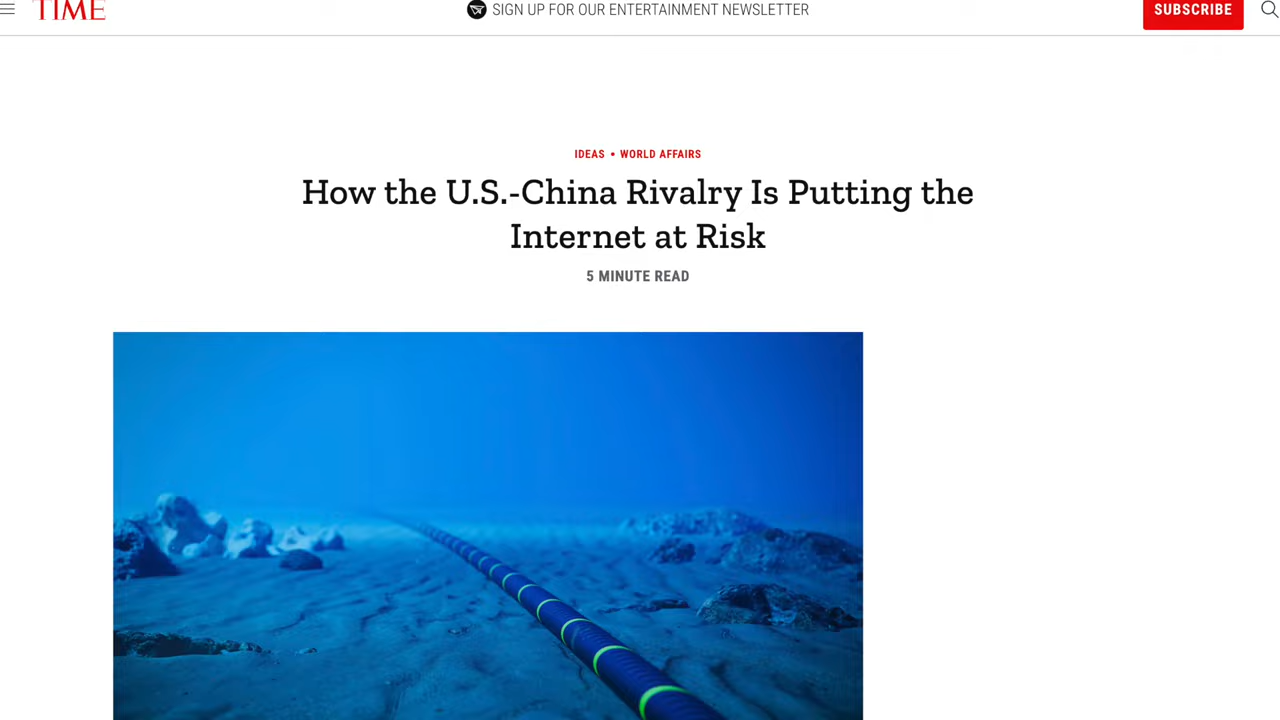 TIME
SIGN UP FOR OUR ENTERTAINMENT NEWSLETTER
SUBSCRIBE
IDEAS • WORLD AFFAIRS
How the U.S.-China Rivalry Is Putting the
Internet at Risk
5 MINUTE READ